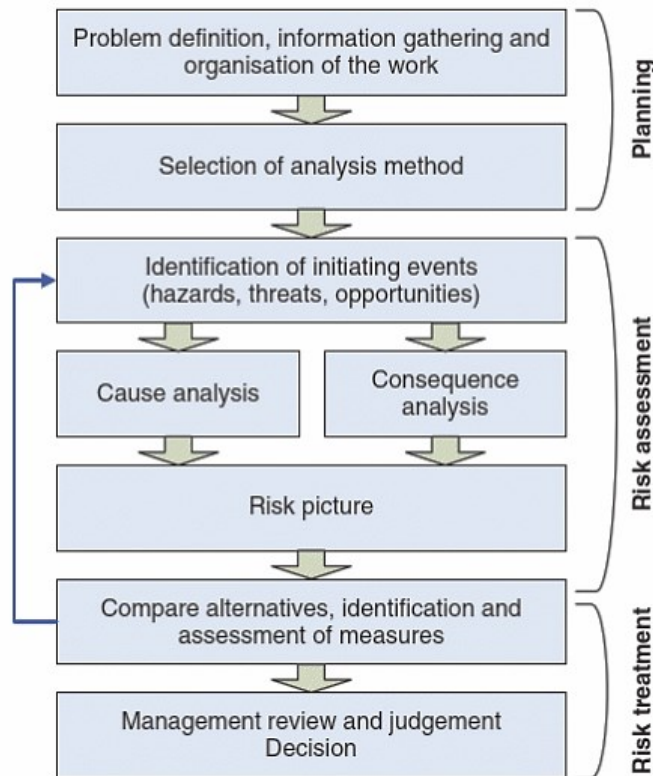 Problem definition, information gathering and
organisation of the work
Selection of analysis method
Planning
Identification of initiating events
(hazards, threats, opportunities)
Cause analysis
Consequence
analysis
Risk picture
Risk assessment
Compare alternatives, identification and
assessment of measures
Management review and judgement
Decision
Risk treatment